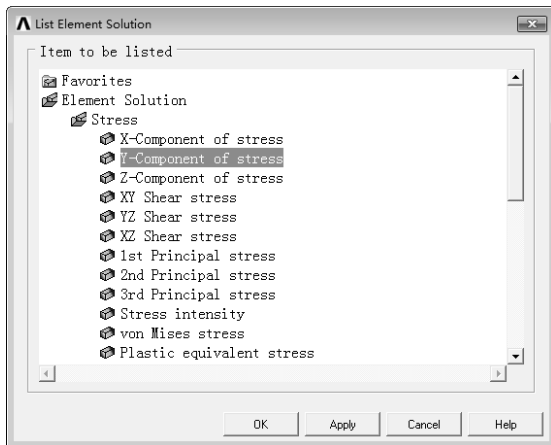 List Element Solution
Item to be listed
Favorites
Element Solution
Stress
X-Component of stress
Y-Component of stress
Z-Component of stress
XY Shear stress
YZ Shear stress
XZ Shear stress
1st Principal stress
2nd Principal stress
3rd Principal stress
Stress intensity
von Mises stress
Plastic equivalent stress
OK Apply Cancel Help